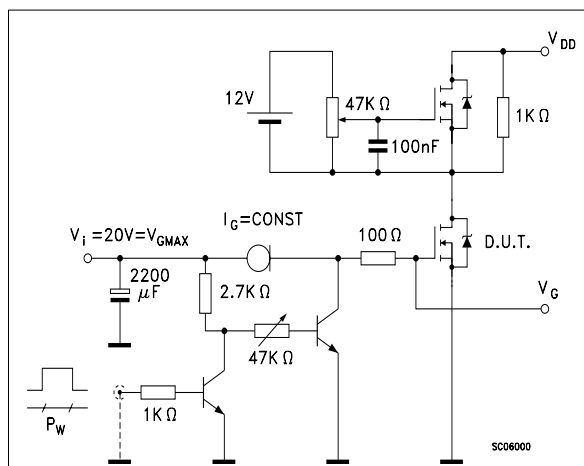 V_DD
12V
47K Ω
100nF
1K Ω
I_G=CONST
V_i =20V=V_GMAX
100 Ω
D.U.T.
2200
μF
2.7K Ω
V_G
47K Ω
1K Ω
P_W
SC06000